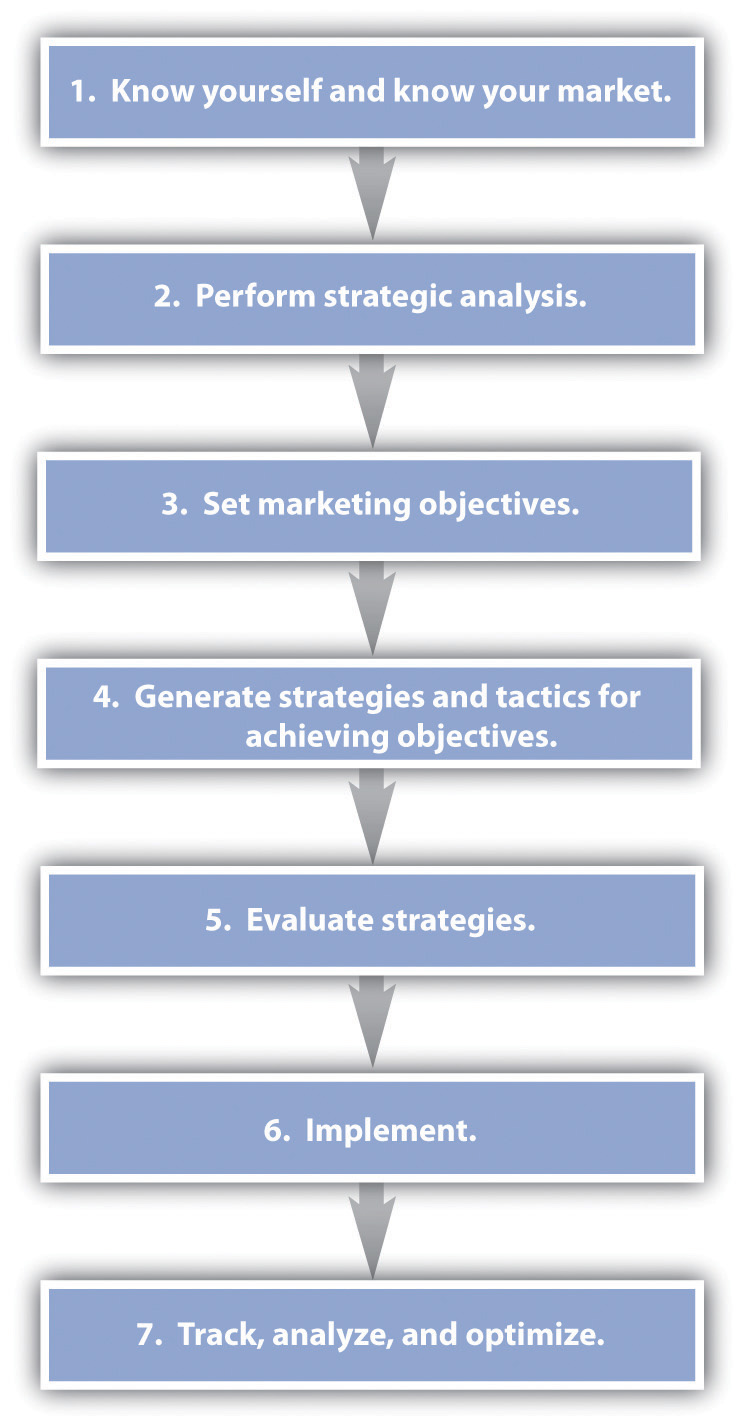 1. Know yourself and know your market.
2. Perform strategic analysis.
3. Set marketing objectives.
4. Generate strategies and tactics for
achieving objectives.
5. Evaluate strategies.
6. Implement.
7. Track, analyze, and optimize.